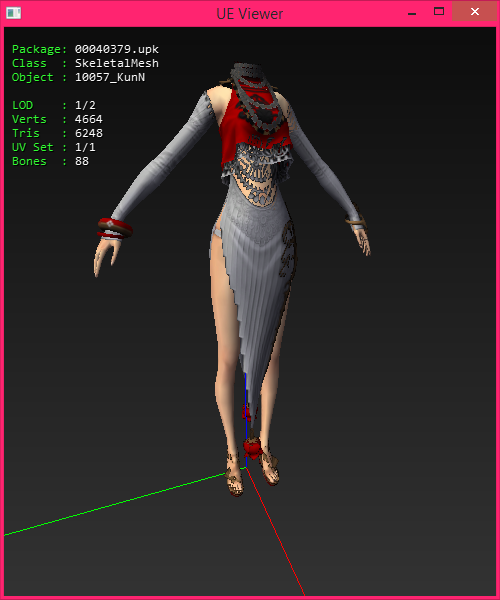 UE Viewer
Package: 00040379.upk
Class  : SkeletalMesh
Object : 10057_KunN
LOD    : 1/2
Verts  : 4664
Tris   : 6248
UV Set : 1/1
Bones  : 88